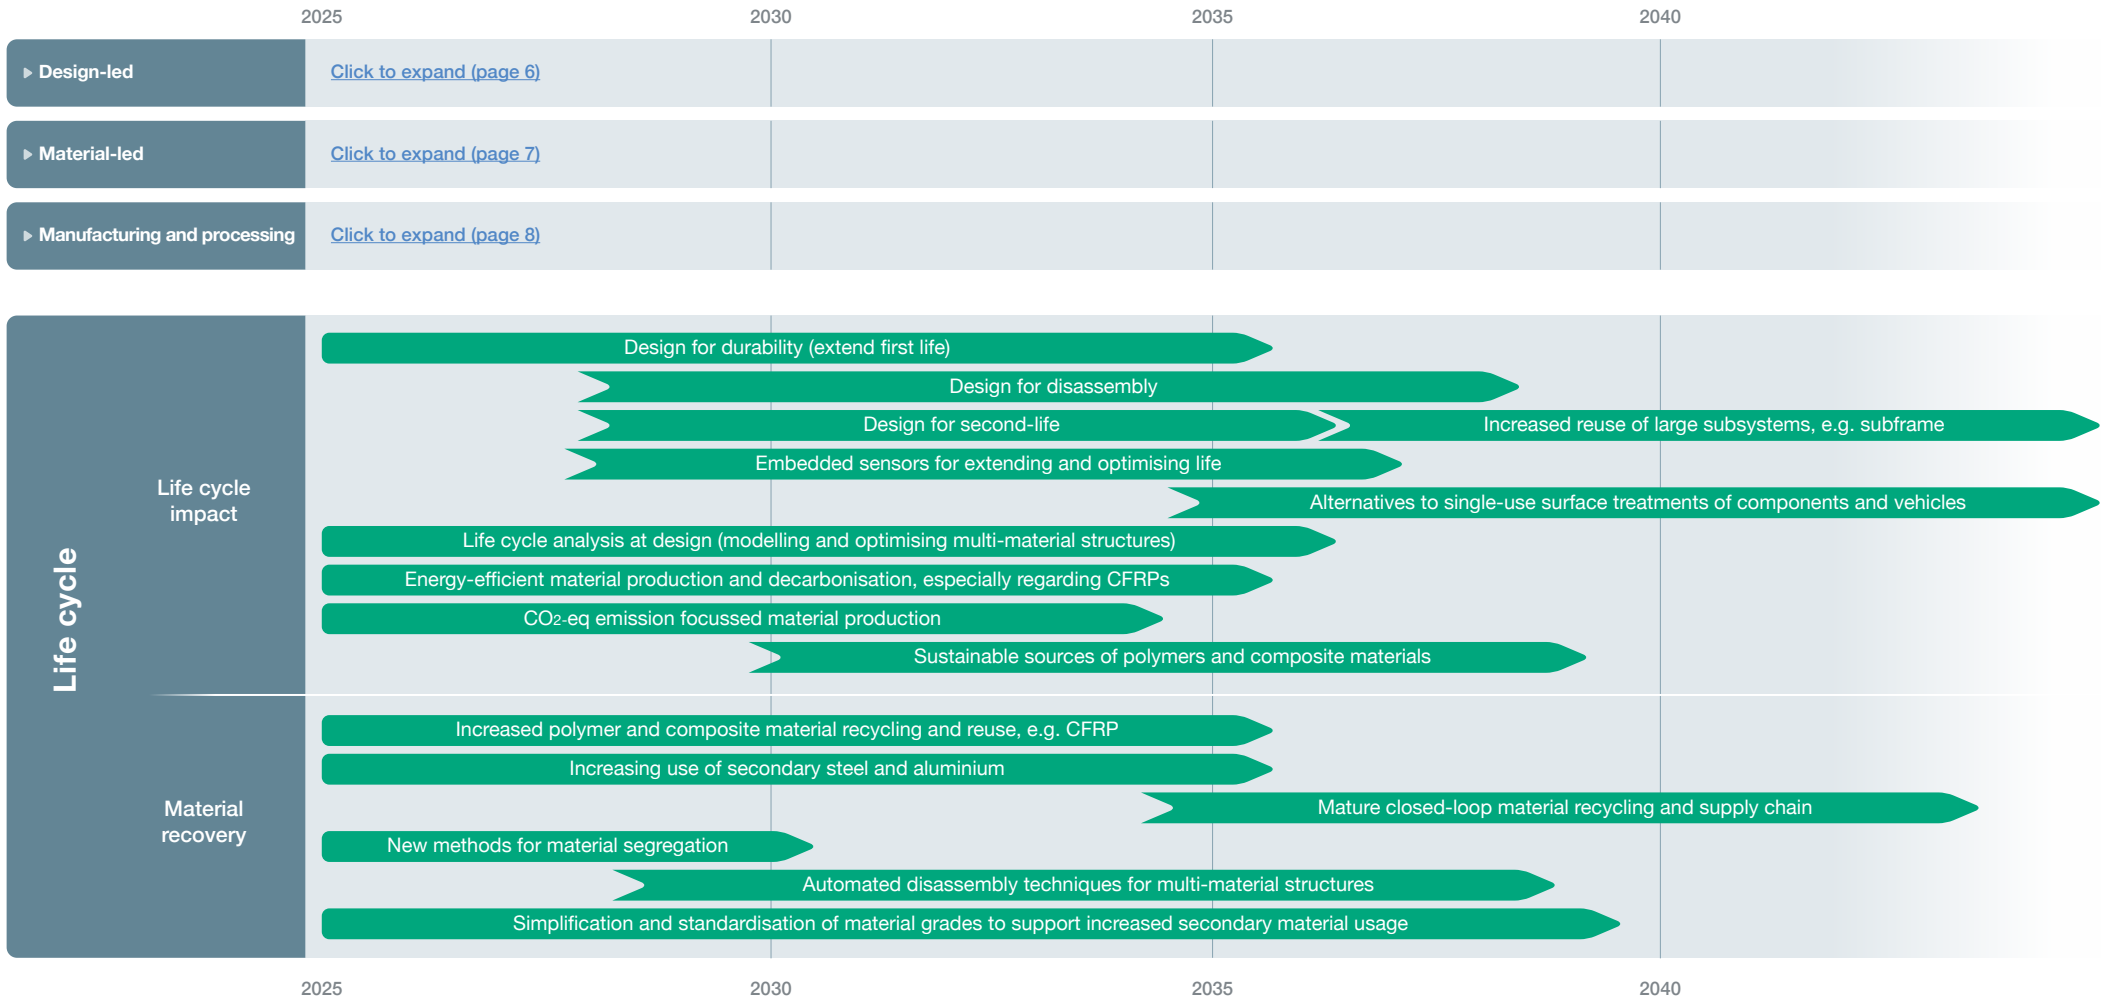 2025 2030 2035 2040
Design-led
Click to expand (page 6)
Material-led
Click to expand (page 7)
Manufacturing and processing
Click to expand (page 8)
Life cycle
Life cycle
impact
Design for durability (extend first life)
Design for disassembly
Design for second-life
Increased reuse of large subsystems, e.g. subframe
Embedded sensors for extending and optimising life
Alternatives to single-use surface treatments of components and vehicles
Life cycle analysis at design (modelling and optimising multi-material structures)
Energy-efficient material production and decarbonisation, especially regarding CFRPs
CO2-eq emission focussed material production
Sustainable sources of polymers and composite materials
Material
recovery
Increased polymer and composite material recycling and reuse, e.g. CFRP
Increasing use of secondary steel and aluminium
Mature closed-loop material recycling and supply chain
New methods for material segregation
Automated disassembly techniques for multi-material structures
Simplification and standardisation of material grades to support increased secondary material usage
2025 2030 2035 2040